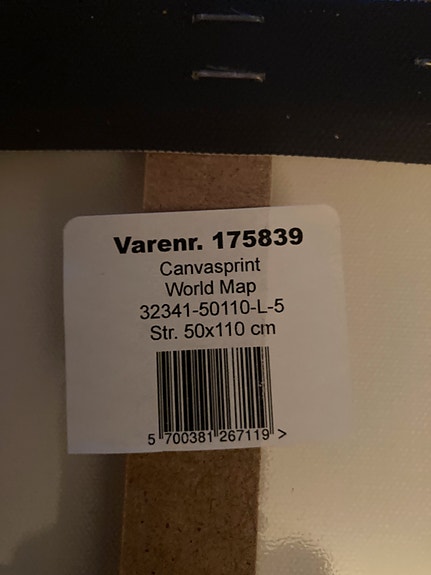 Varenr. 175839
Canvasprint
World Map
32341-50110-L-5
Str. 50x110 cm
5 700381 267119 >